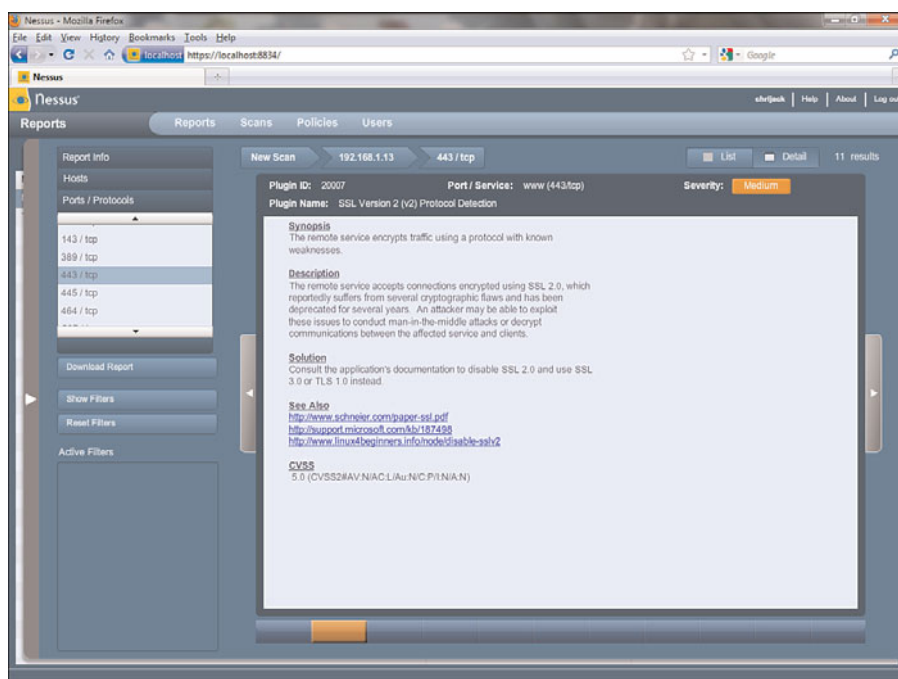 Nessus - Mozilla Firefox
File Edit View History Bookmarks Tools Help
localhost https://localhost:8834/
Google
Nessus
Nessus
chrijack Help About Log ou
Reports
Reports Scans Policies Users
Report Info
Hosts
Ports / Protocols
143 / tcp
389 / tcp
443 / tcp
445 / tcp
464 / tcp
Download Report
Show Filters
Reset Filters
Active Filters
New Scan 192.168.1.13 443 / tcp
List Detail 11 results
Plugin ID: 20007 Port / Service: www (443/tcp) Severity: Medium
Plugin Name: SSL Version 2 (v2) Protocol Detection
Synopsis
The remote service encrypts traffic using a protocol with known
weaknesses.
Description
The remote service accepts connections encrypted using SSL 2.0, which
reportedly suffers from several cryptographic flaws and has been
deprecated for several years. An attacker may be able to exploit
these issues to conduct man-in-the-middle attacks or decrypt
communications between the affected service and clients.
Solution
Consult the application's documentation to disable SSL 2.0 and use SSL
3.0 or TLS 1.0 instead.
See Also
http://www.schneier.com/paper-ssl.pdf
http://support.microsoft.com/kb/187498
http://www.linux4beginners.info/node/disable-sslv2
CVSS
5.0 (CVSS2#AV:N/AC:L/Au:N/C:P/I:N/A:N)